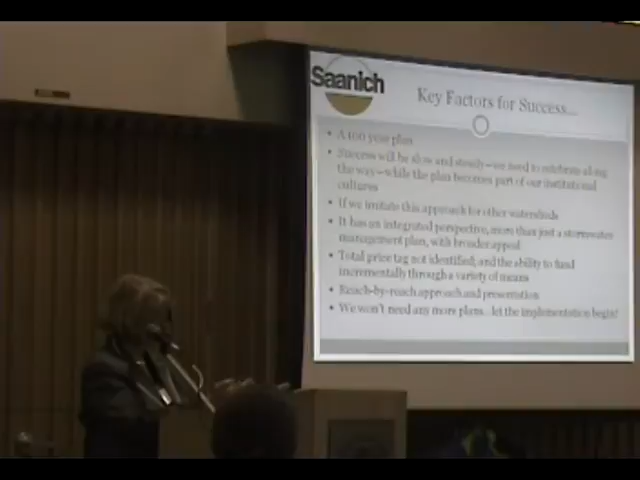 Saanich
Key Factors for Success...
• A 100 year plan
• Success will be slow and steady—we need to celebrate along
the way—while the plan becomes part of our institutional
cultures
• If we imitate this approach for other watersheds
• It has an integrated perspective, more than just a stormwater
management plan, with broader appeal
• Total price tag not identified; and the ability to fund
incrementally through a variety of means
• Reach-by-reach approach and presentation
• We won't need any more plans...let the implementation begin!